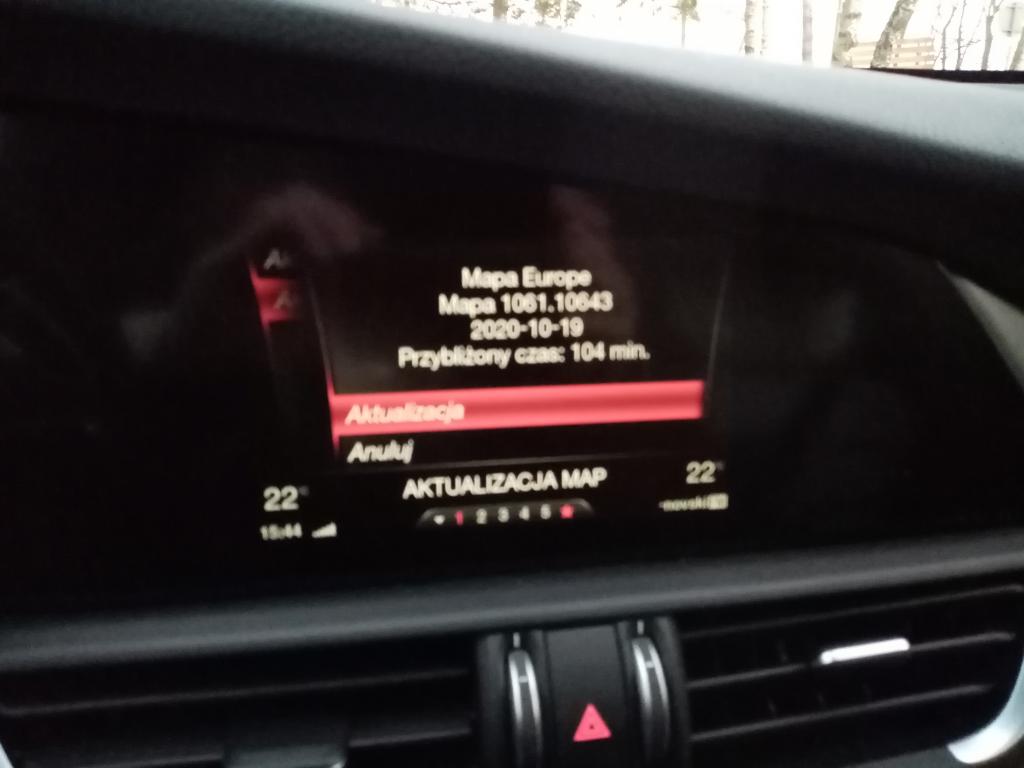 Mapa Europe
Mapa 1061.10643
2020-10-19
Przybliżony czas: 104 min.
Aktualizacja
Anuluj
22°
AKTUALIZACJA MAP
22°
1 2 3 4 5
15:44